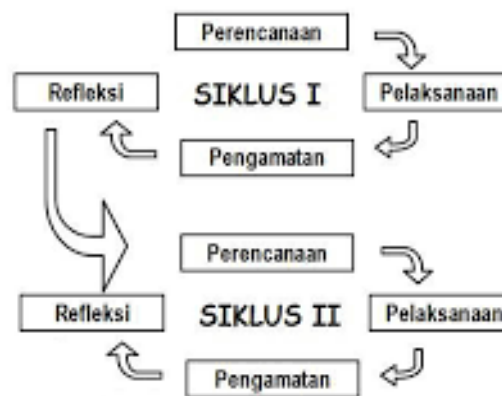 Perencanaan
Refleksi
SIKLUS I
Pelaksanaan
Pengamatan
Perencanaan
Refleksi
SIKLUS II
Pelaksanaan
Pengamatan